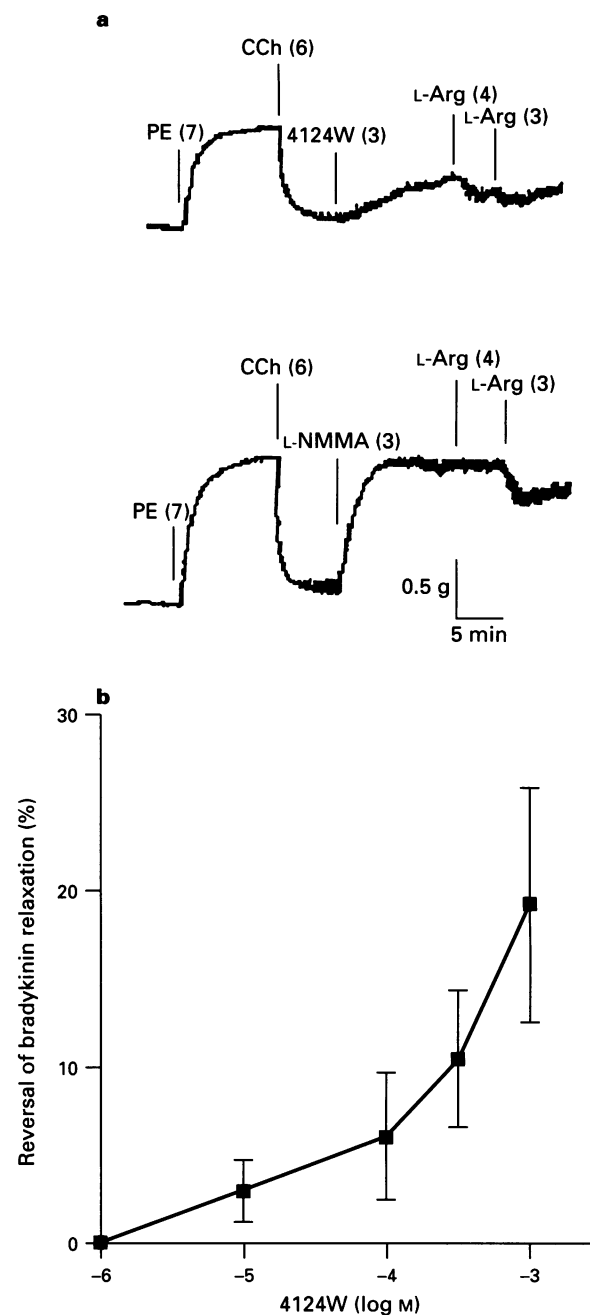 a
CCh (6)
L-Arg (4)
PE (7)
4124W (3)
L-Arg (3)
CCh (6)
L-Arg (4)
L-Arg (3)
L-NMMA (3)
PE (7)
0.5 g
5 min
b
30
20
10
0
Reversal of bradykinin relaxation (%)
–6
–5
–4
–3
4124W (log M)